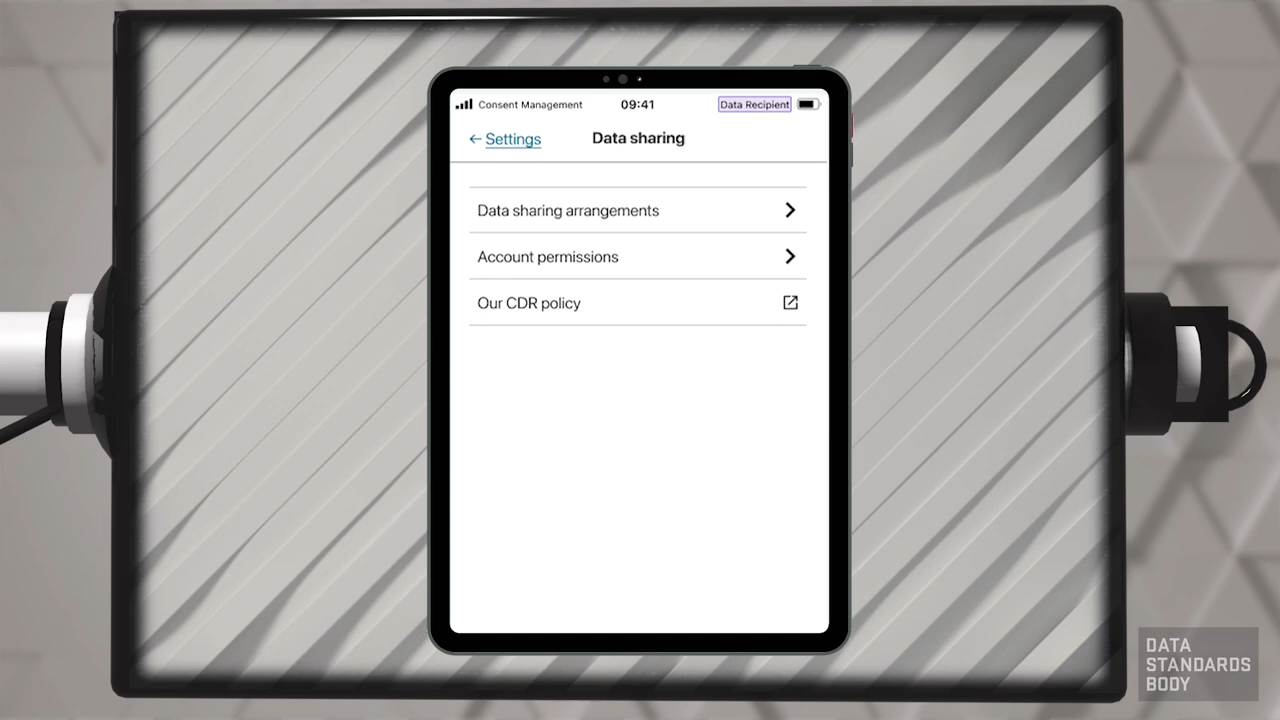 Consent Management 09:41 Data Recipient
← Settings Data sharing
Data sharing arrangements
Account permissions
Our CDR policy
DATA
STANDARDS
BODY